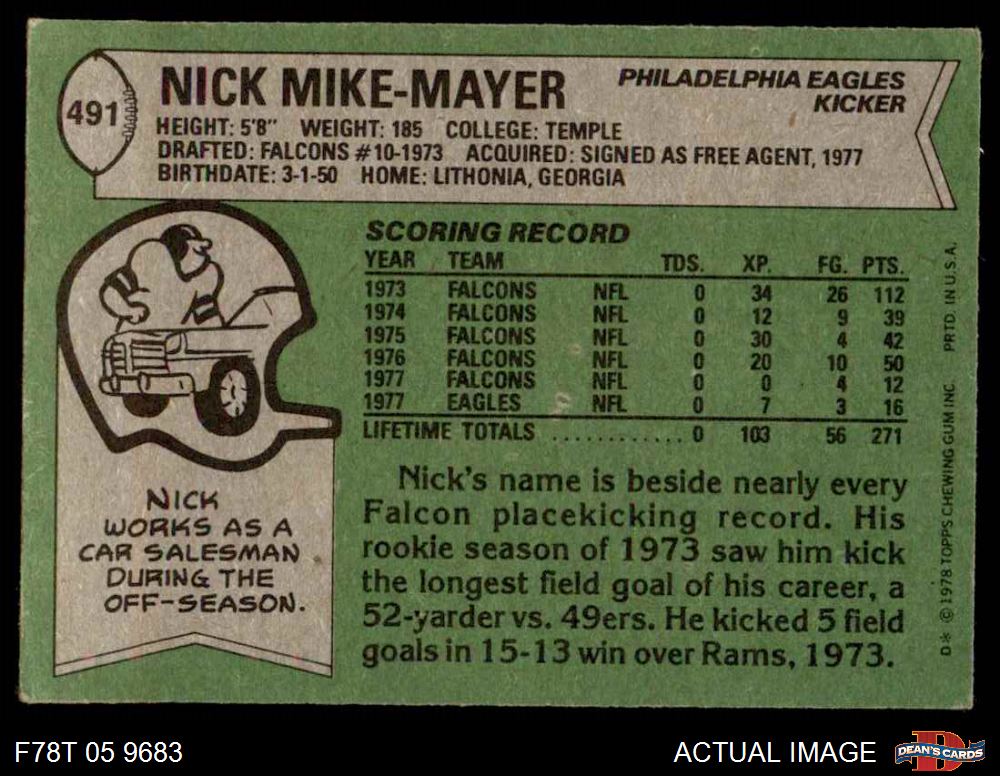 491
NICK MIKE-MAYER
PHILADELPHIA EAGLES
KICKER
HEIGHT: 5'8" WEIGHT: 185 COLLEGE: TEMPLE
DRAFTED: FALCONS #10-1973 ACQUIRED: SIGNED AS FREE AGENT, 1977
BIRTHDATE: 3-1-50 HOME: LITHONIA, GEORGIA
SCORING RECORD
YEAR TEAM TDS. XP. FG. PTS.
1973 FALCONS NFL 0 34 26 112
1974 FALCONS NFL 0 12 9 39
1975 FALCONS NFL 0 30 4 42
1976 FALCONS NFL 0 20 10 50
1977 FALCONS NFL 0 0 4 12
1977 EAGLES NFL 0 7 3 16
LIFETIME TOTALS ............ 0 103 56 271
NICK
WORKS AS A
CAR SALESMAN
DURING THE
OFF-SEASON.
Nick's name is beside nearly every
Falcon placekicking record. His
rookie season of 1973 saw him kick
the longest field goal of his career, a
52-yarder vs. 49ers. He kicked 5 field
goals in 15-13 win over Rams, 1973.
D* © 1978 TOPPS CHEWING GUM INC. PRTD. IN U.S.A.
F78T 05 9683
ACTUAL IMAGE
DEAN'S CARDS